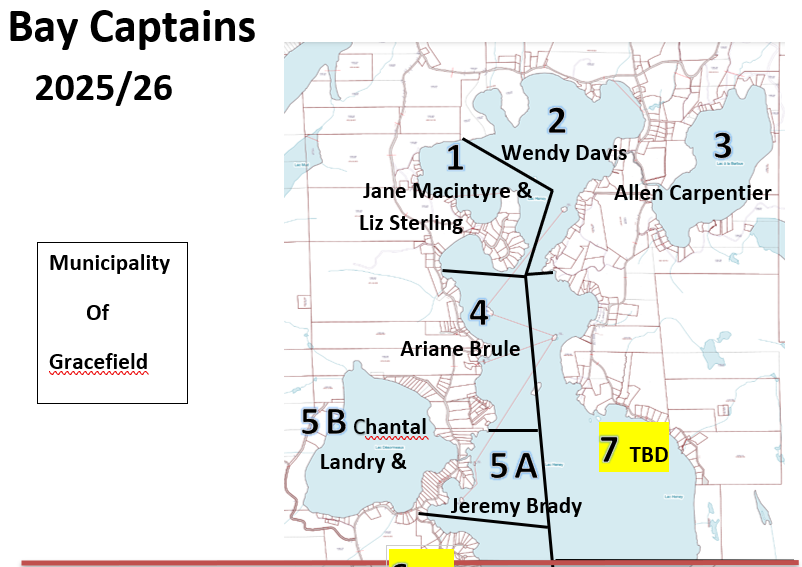 Bay Captains
2025/26
Municipality
Of
Gracefield
1
Jane Macintyre &
Liz Sterling
2
Wendy Davis
3
Allen Carpentier
4
Ariane Brule
5 B Chantal
Landry &
5 A
Jeremy Brady
7 TBD